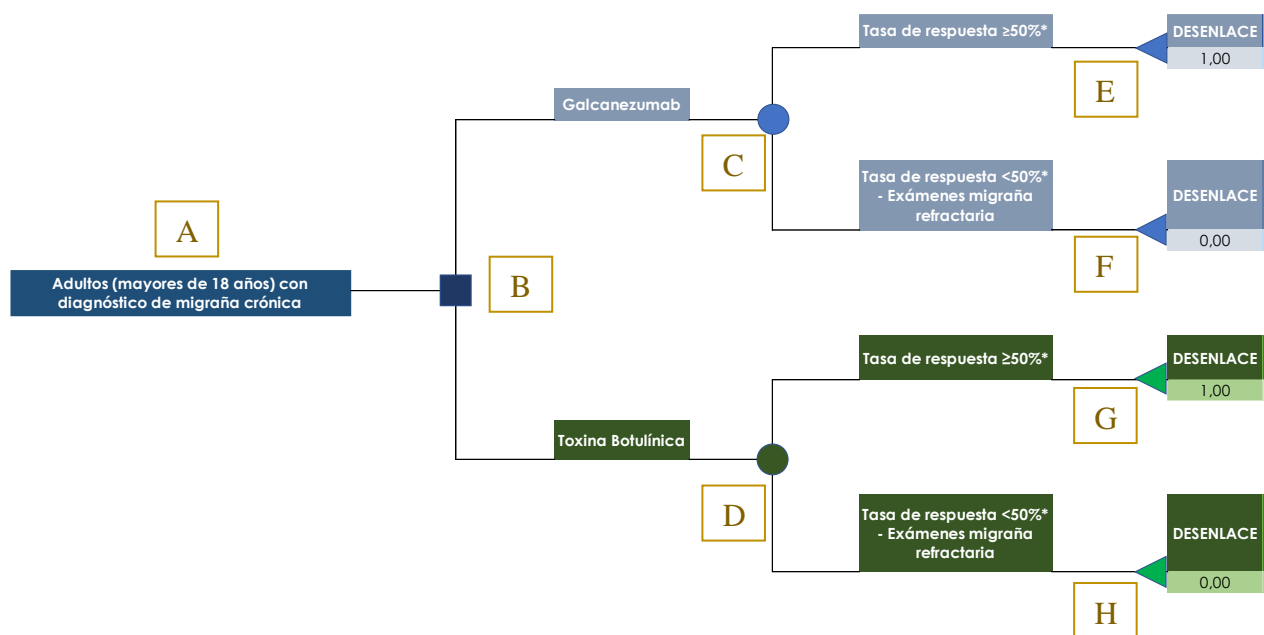 A
Adultos (mayores de 18 años) con
diagnóstico de migraña crónica
B
Galcanezumab
C
Tasa de respuesta ≥50%*
E
DESENLACE
1,00
Tasa de respuesta <50%*
- Exámenes migraña
refractaria
F
DESENLACE
0,00
Toxina Botulínica
D
Tasa de respuesta ≥50%*
G
DESENLACE
1,00
Tasa de respuesta <50%*
- Exámenes migraña
refractaria
H
DESENLACE
0,00